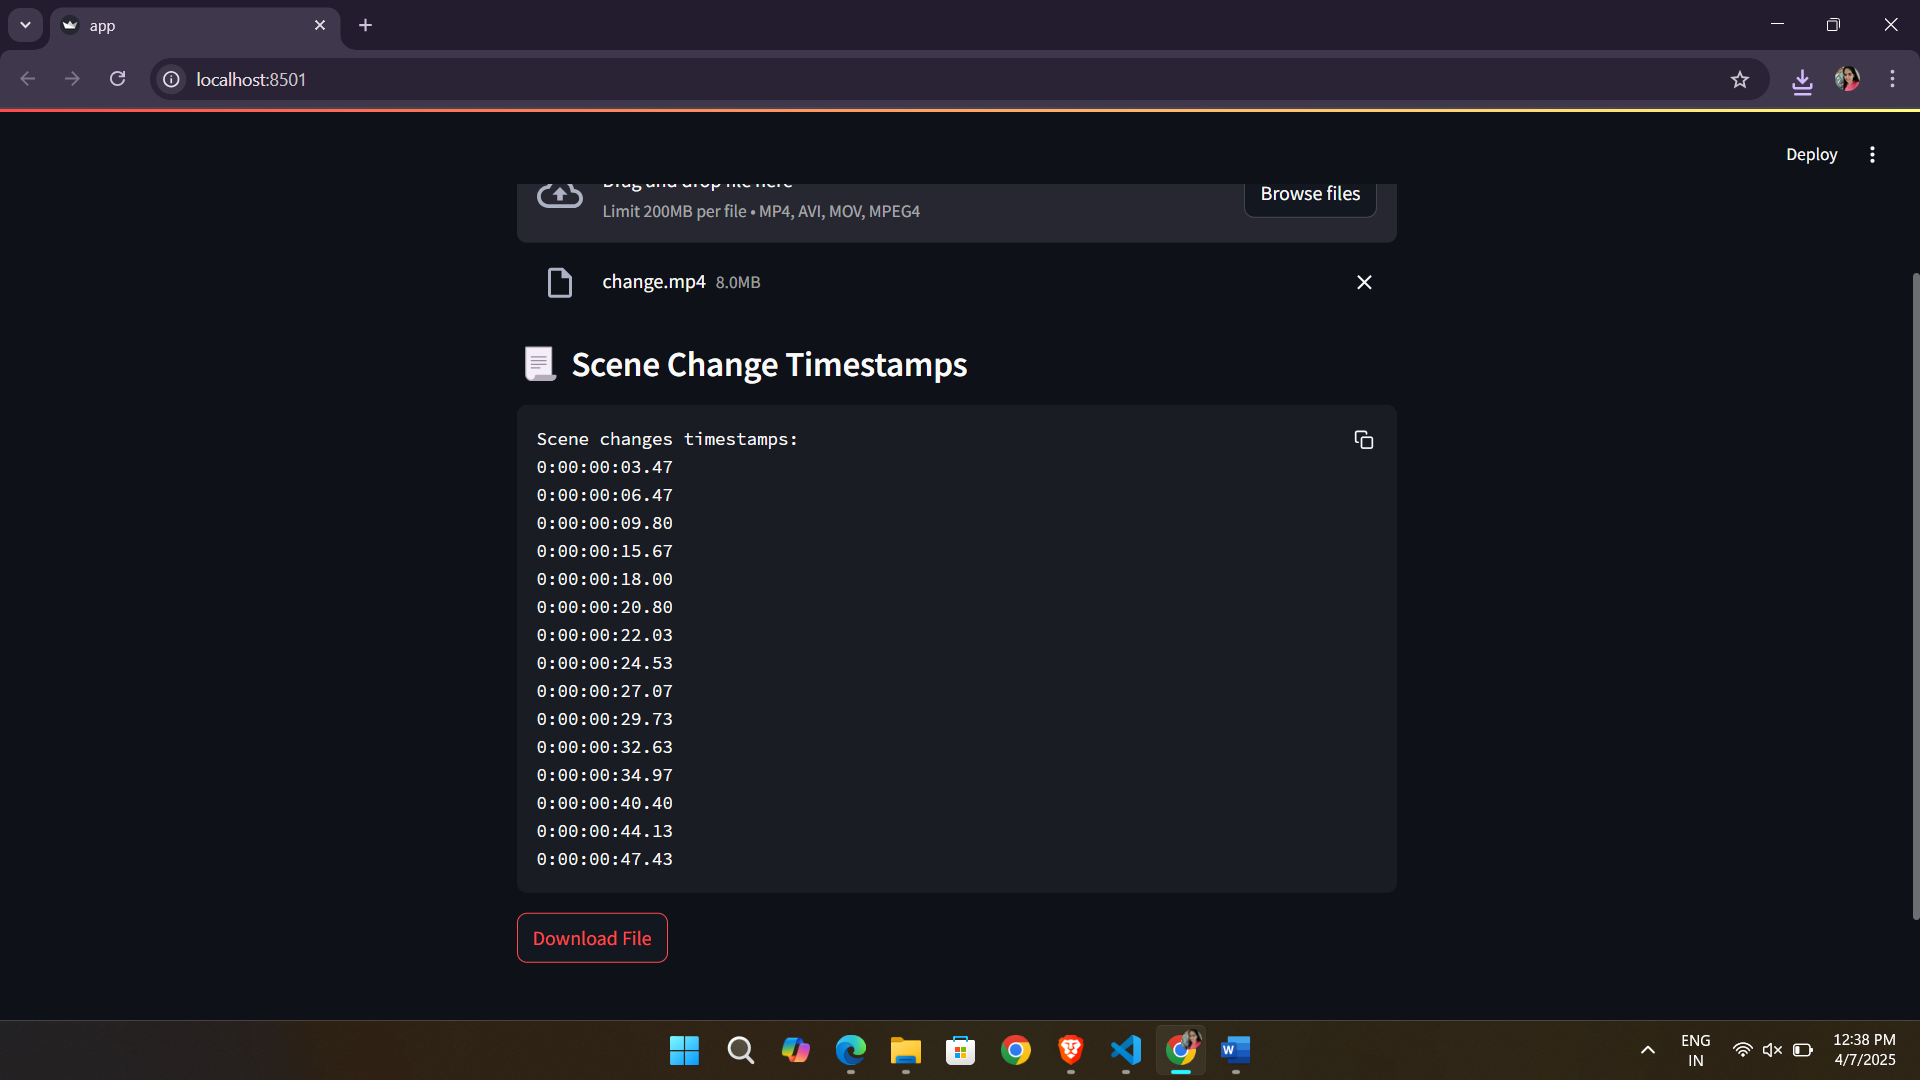 app
localhost:8501
Deploy
Drag and drop file here
Limit 200MB per file • MP4, AVI, MOV, MPEG4
Browse files
change.mp4 8.0MB
Scene Change Timestamps
Scene changes timestamps:
0:00:00:03.47
0:00:00:06.47
0:00:00:09.80
0:00:00:15.67
0:00:00:18.00
0:00:00:20.80
0:00:00:22.03
0:00:00:24.53
0:00:00:27.07
0:00:00:29.73
0:00:00:32.63
0:00:00:34.97
0:00:00:40.40
0:00:00:44.13
0:00:00:47.43
Download File
W
ENG
IN
12:38 PM
4/7/2025